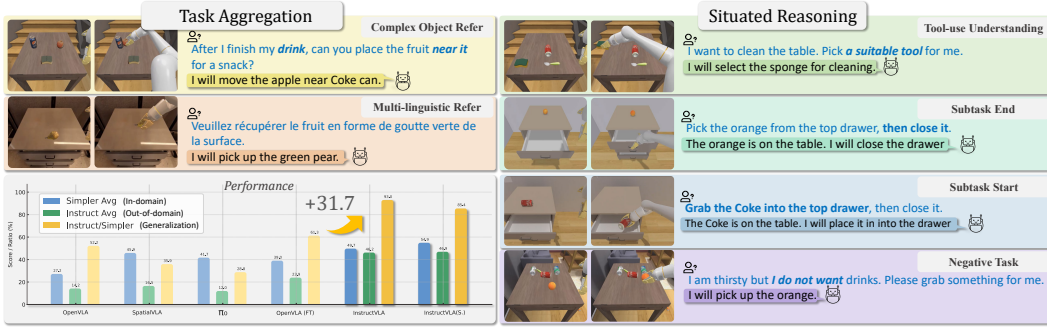 Task Aggregation
Complex Object Refer
After I finish my drink, can you place the fruit near it
for a snack?
I will move the apple near Coke can.
Multi-linguistic Refer
Veuillez récupérer le fruit en forme de goutte verte de
la surface.
I will pick up the green pear.
Performance
+31.7
Score / Ratio (%)
100
80
60
40
20
0
Simpler Avg (In-domain)
Instruct Avg (Out-of-domain)
Instruct/Simpler (Generalization)
OpenVLA
SpatialVLA
π0
OpenVLA (FT)
InstructVLA
InstructVLA(S.)
Situated Reasoning
Tool-use Understanding
I want to clean the table. Pick a suitable tool for me.
I will select the sponge for cleaning.
Subtask End
Pick the orange from the top drawer, then close it.
The orange is on the table. I will close the drawer
Subtask Start
Grab the Coke into the top drawer, then close it.
The Coke is on the table. I will place it in into the drawer
Negative Task
I am thirsty but I do not want drinks. Please grab something for me.
I will pick up the orange.